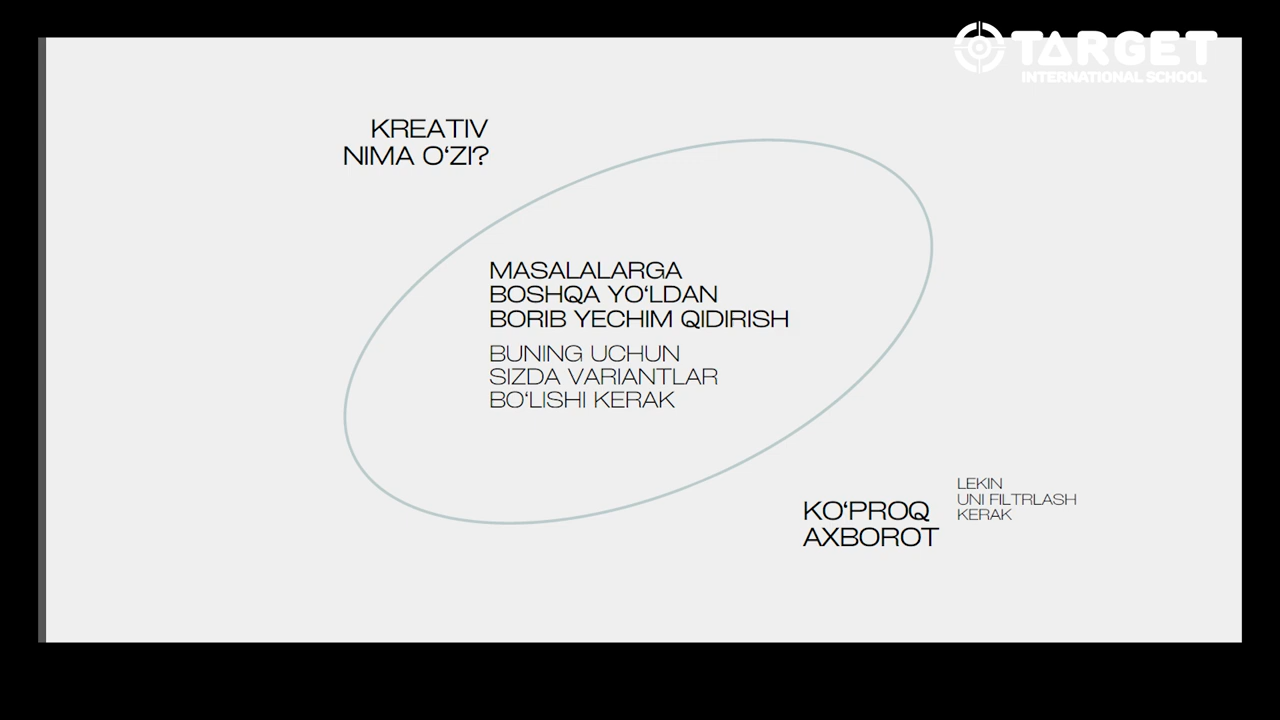 TARGET
INTERNATIONAL SCHOOL
KREATIV
NIMA O‘ZI?
MASALALARGA
BOSHQA YO‘LDAN
BORIB YECHIM QIDIRISH
BUNING UCHUN
SIZDA VARIANTLAR
BO‘LISHI KERAK
KO‘PROQ
AXBOROT
LEKIN
UNI FILTRLASH
KERAK